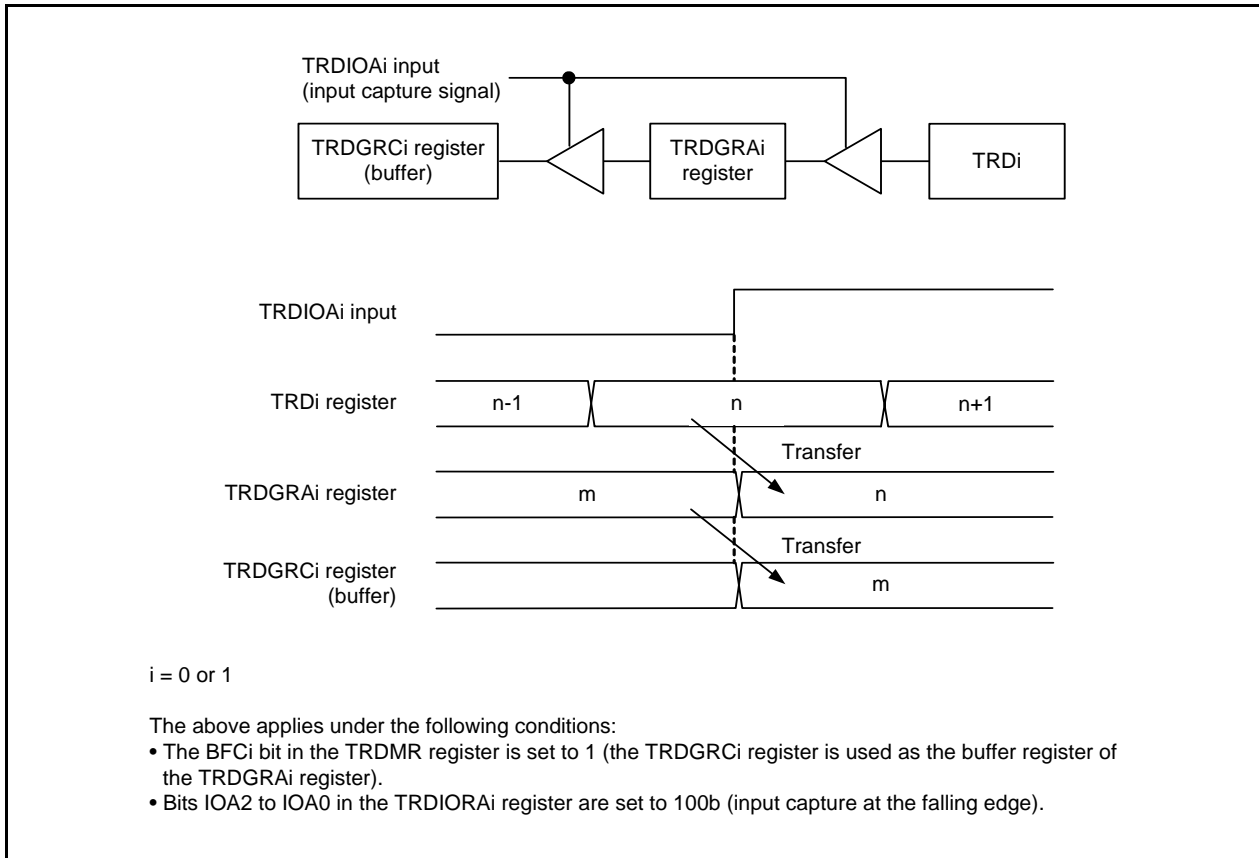 TRDIOAi input
(input capture signal)
TRDGRCi register
(buffer)
TRDGRAi
register
TRDi
TRDIOAi input
TRDi register
n-1
n
n+1
Transfer
TRDGRAi register
m
n
Transfer
TRDGRCi register
(buffer)
m
i = 0 or 1
The above applies under the following conditions:
• The BFCi bit in the TRDMR register is set to 1 (the TRDGRCi register is used as the buffer register of
the TRDGRAi register).
• Bits IOA2 to IOA0 in the TRDIORAi register are set to 100b (input capture at the falling edge).